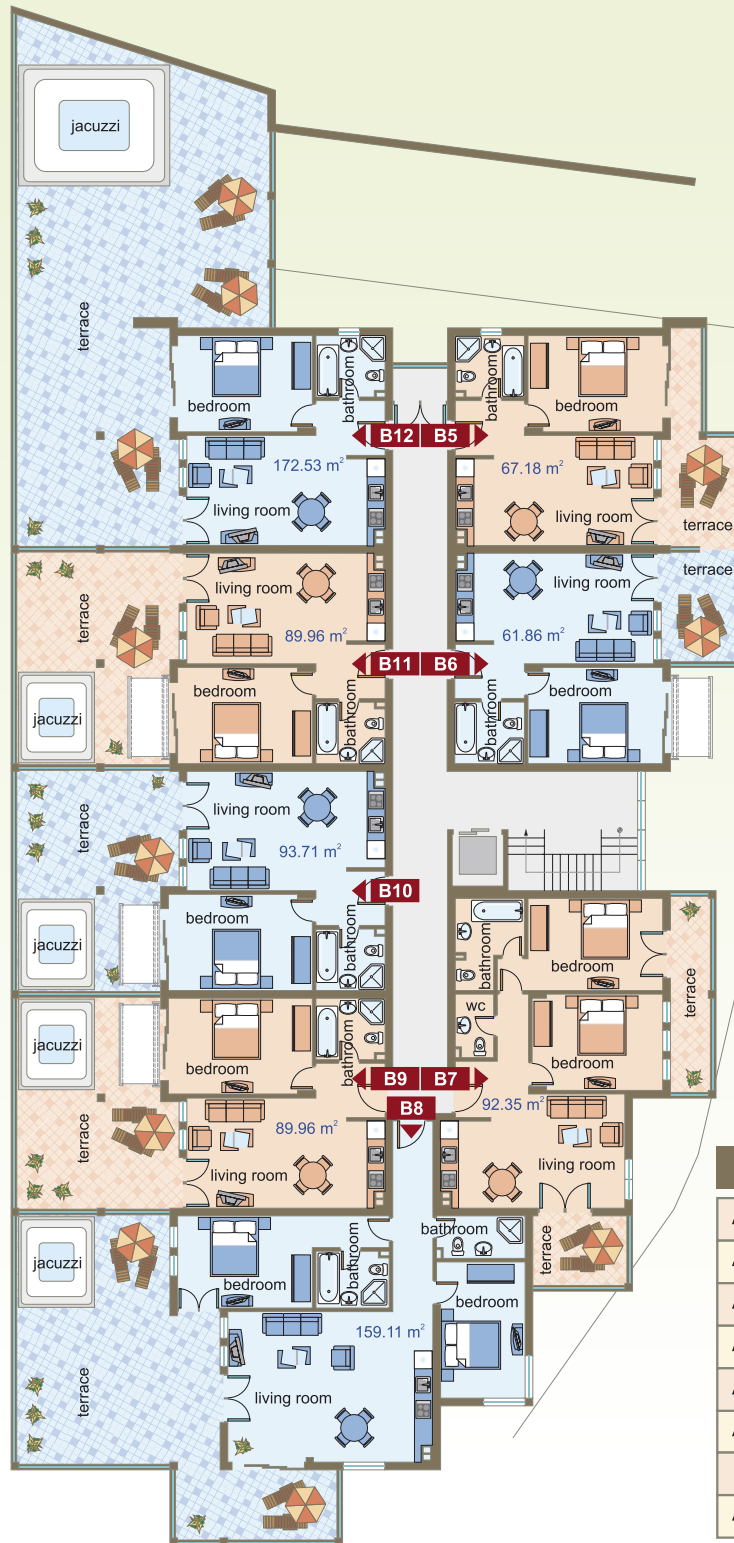 jacuzzi
terrace
bedroom
bathroom
bathroom
bedroom
B12
B5
172.53 m²
67.18 m²
living room
living room
terrace
terrace
living room
living room
terrace
89.96 m²
61.86 m²
B11
B6
bedroom
bedroom
jacuzzi
bathroom
bathroom
living room
terrace
93.71 m²
B10
bedroom
jacuzzi
bathroom
bathroom
bedroom
terrace
wc
jacuzzi
bathroom
bedroom
bedroom
B9
B7
92.35 m²
B8
terrace
89.96 m²
living room
living room
bathroom
terrace
jacuzzi
bathroom
bedroom
bedroom
159.11 m²
terrace
living room
A
A
A
A
A
A
A